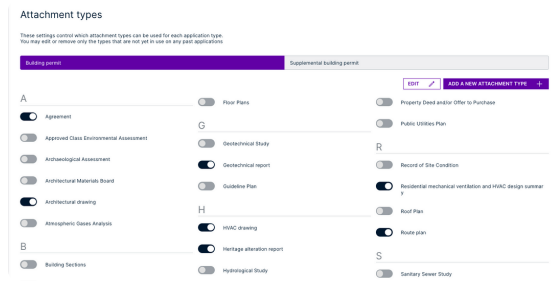 Attachment types
These settings control which attachment types can be used for each application type.
You may edit or remove only the types that are not yet in use on any past applications
Building permit
Supplemental building permit
EDIT
ADD A NEW ATTACHMENT TYPE +
A
Agreement
Approved Class Environmental Assessment
Archaeological Assessment
Architectural Materials Board
Architectural drawing
Atmospheric Gases Analysis
B
Building Sections
Floor Plans
G
Geotechnical Study
Geotechnical report
Guideline Plan
H
HVAC drawing
Heritage alteration report
Hydrological Study
Property Deed and/or Offer to Purchase
Public Utilities Plan
R
Record of Site Condition
Residential mechanical ventilation and HVAC design summar
y
Roof Plan
Route plan
S
Sanitary Sewer Study